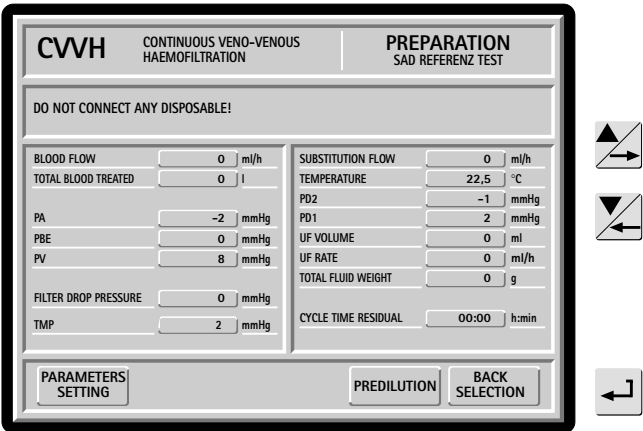 CVVH
CONTINUOUS VENO-VENOUS
HAEMOFILTRATION
PREPARATION
SAD REFERENZ TEST
DO NOT CONNECT ANY DISPOSABLE!
BLOOD FLOW 0 ml/h
TOTAL BLOOD TREATED 0 l
PA –2 mmHg
PBE 0 mmHg
PV 8 mmHg
FILTER DROP PRESSURE 0 mmHg
TMP 2 mmHg
SUBSTITUTION FLOW 0 ml/h
TEMPERATURE 22,5 °C
PD2 –1 mmHg
PD1 2 mmHg
UF VOLUME 0 ml
UF RATE 0 ml/h
TOTAL FLUID WEIGHT 0 g
CYCLE TIME RESIDUAL 00:00 h:min
PARAMETERS
SETTING
PREDILUTION
BACK
SELECTION